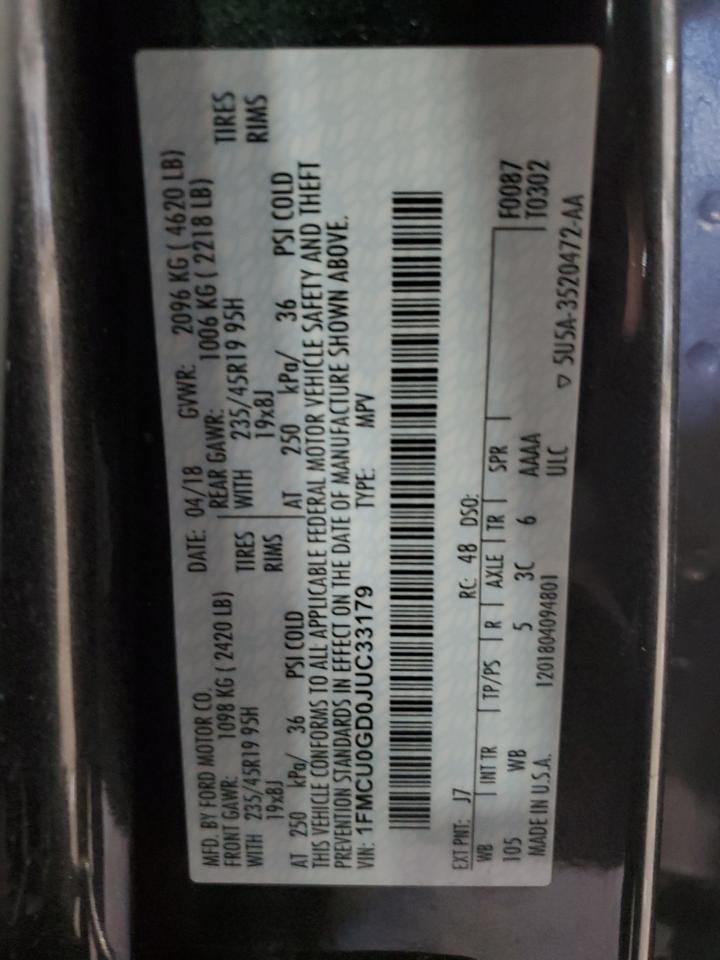 MFD. BY FORD MOTOR CO.
DATE: 04/18 GVWR: 2096 KG ( 4620 LB)
FRONT GAWR: 1098 KG ( 2420 LB)
REAR GAWR: 1006 KG ( 2218 LB)
WITH 235/45R19 95H TIRES
WITH 235/45R19 95H TIRES
19x8J RIMS
19x8J RIMS
AT 250 kPa/ 36 PSI COLD
AT 250 kPa/ 36 PSI COLD
THIS VEHICLE CONFORMS TO ALL APPLICABLE FEDERAL MOTOR VEHICLE SAFETY AND THEFT
PREVENTION STANDARDS IN EFFECT ON THE DATE OF MANUFACTURE SHOWN ABOVE.
VIN: 1FMCU0GD0JUC33179 TYPE: MPV
EXT PNT: J7 RC: 48 DSO:
WB INT TR TP/PS R AXLE TR SPR F0087
105 WB 5 3C 6 AAAA T0302
MADE IN U.S.A. 1201804094801 ULC
▽ 5U5A-3520472-AA